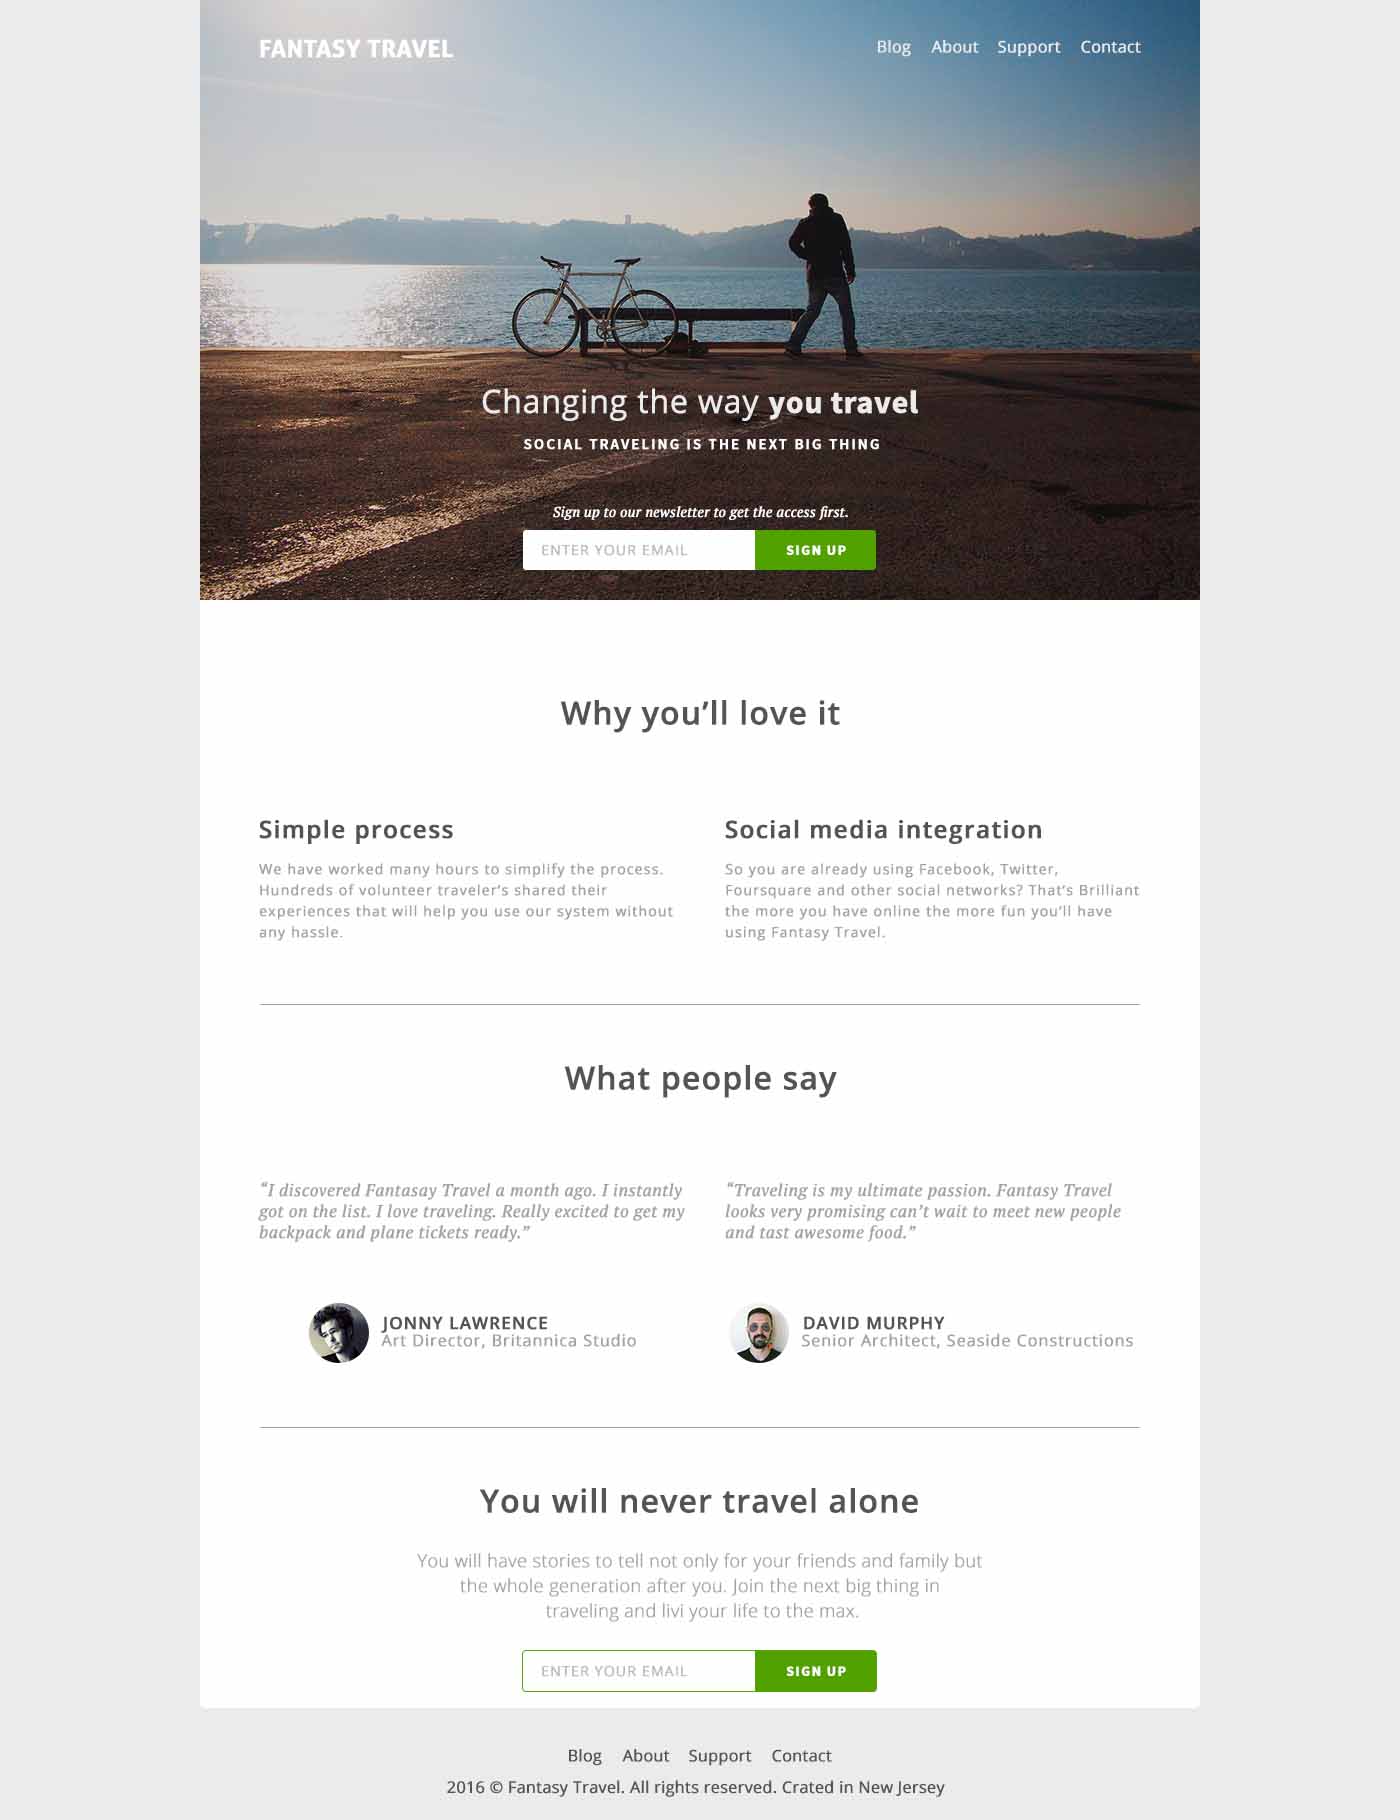 FANTASY TRAVEL
Blog About Support Contact
Changing the way you travel
SOCIAL TRAVELING IS THE NEXT BIG THING
Sign up to our newsletter to get the access first.
ENTER YOUR EMAIL SIGN UP
Why you’ll love it
Simple process
We have worked many hours to simplify the process.
Hundreds of volunteer traveler’s shared their
experiences that will help you use our system without
any hassle.
Social media integration
So you are already using Facebook, Twitter,
Foursquare and other social networks? That’s Brilliant
the more you have online the more fun you’ll have
using Fantasy Travel.
What people say
“I discovered Fantasay Travel a month ago. I instantly
got on the list. I love traveling. Really excited to get my
backpack and plane tickets ready.”
JONNY LAWRENCE
Art Director, Britannica Studio
“Traveling is my ultimate passion. Fantasy Travel
looks very promising can’t wait to meet new people
and tast awesome food.”
DAVID MURPHY
Senior Architect, Seaside Constructions
You will never travel alone
You will have stories to tell not only for your friends and family but
the whole generation after you. Join the next big thing in
traveling and livi your life to the max.
ENTER YOUR EMAIL SIGN UP
Blog About Support Contact
2016 © Fantasy Travel. All rights reserved. Crated in New Jersey